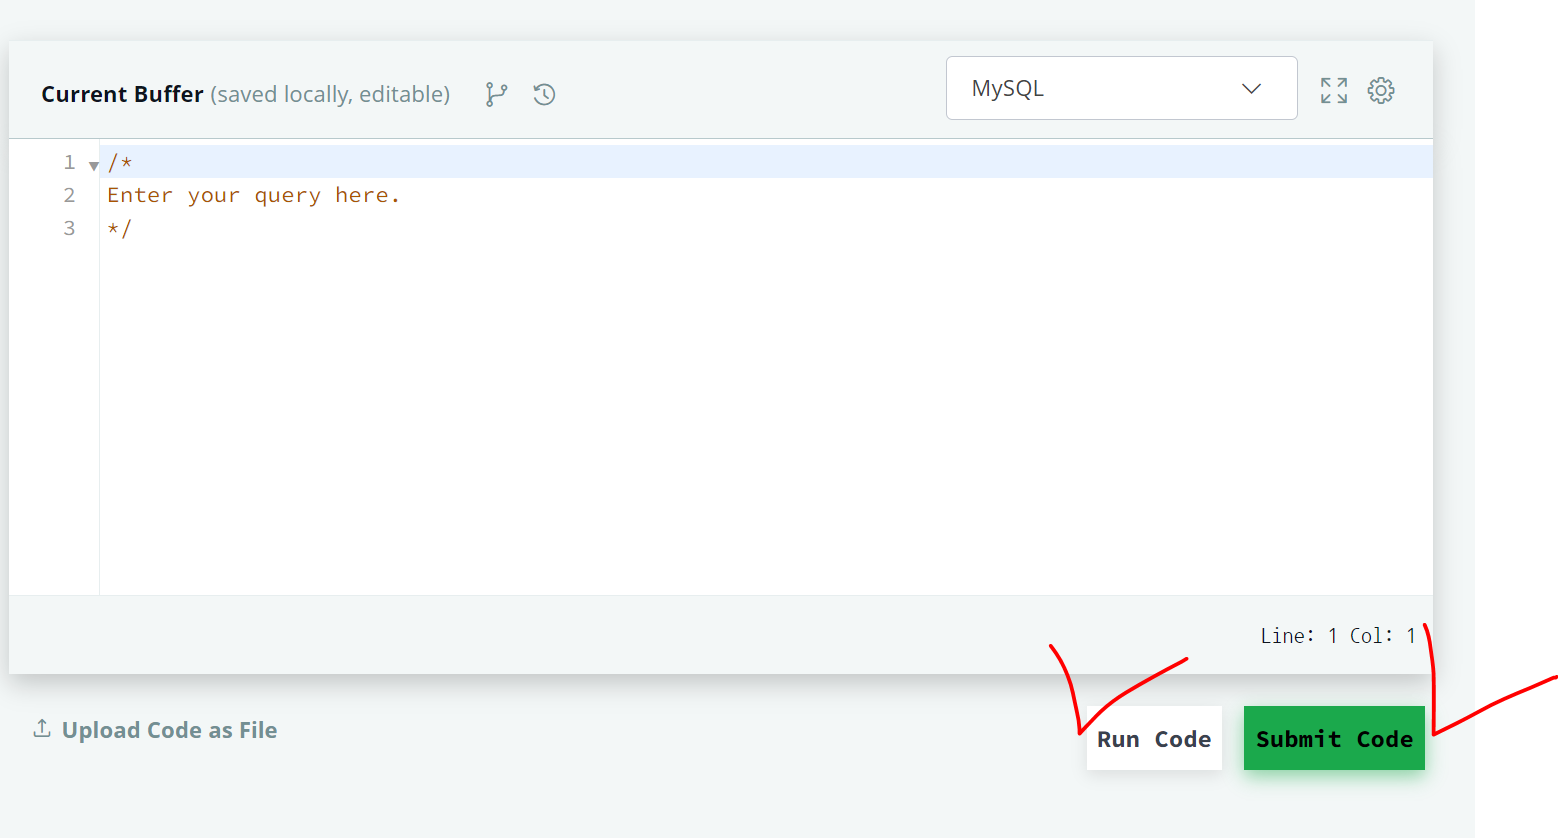 Current Buffer (saved locally, editable)
MySQL
1 /*
2 Enter your query here.
3 */
Line: 1 Col: 1
Upload Code as File
Run Code
Submit Code